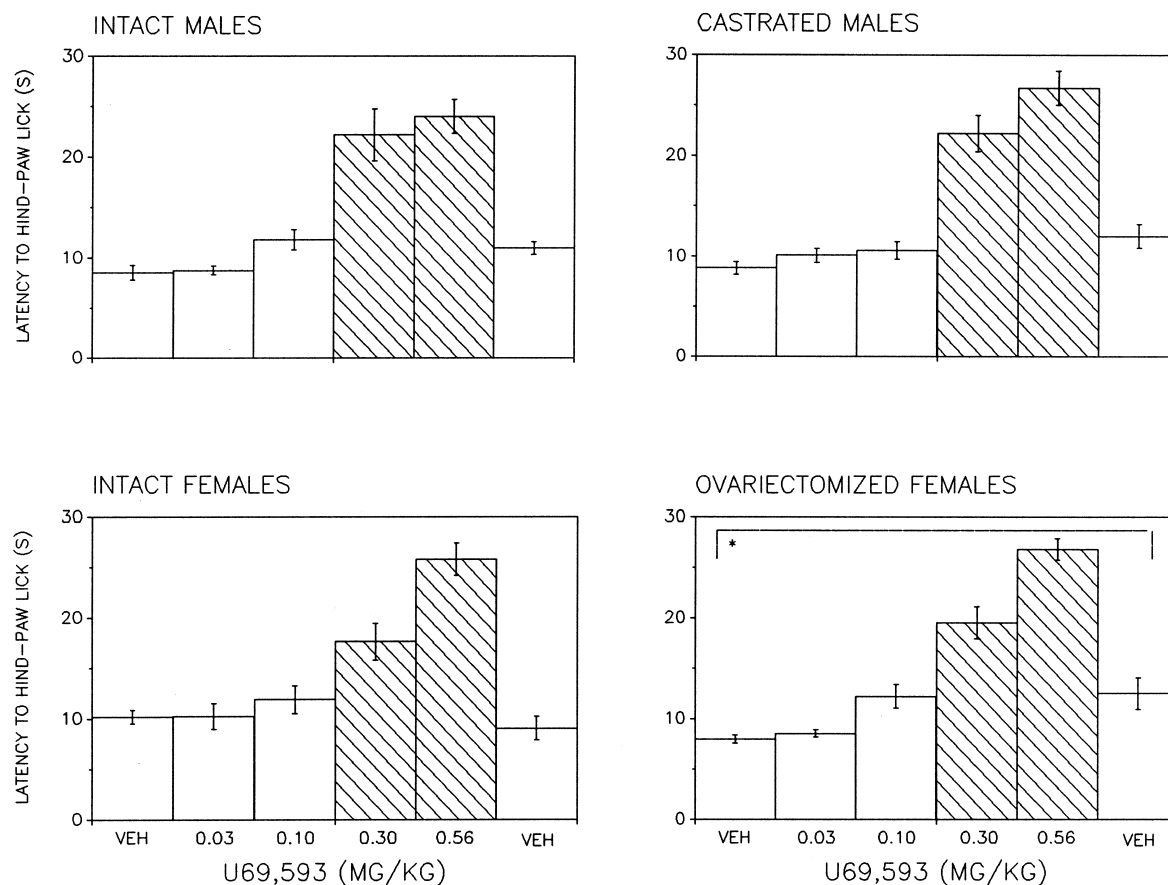 INTACT MALES
LATENCY TO HIND-PAW LICK (S)
30
20
10
0
CASTRATED MALES
30
20
10
0
INTACT FEMALES
LATENCY TO HIND-PAW LICK (S)
30
20
10
0
VEH 0.03 0.10 0.30 0.56 VEH
U69,593 (MG/KG)
OVARIECTOMIZED FEMALES
30
20
10
0
*
VEH 0.03 0.10 0.30 0.56 VEH
U69,593 (MG/KG)